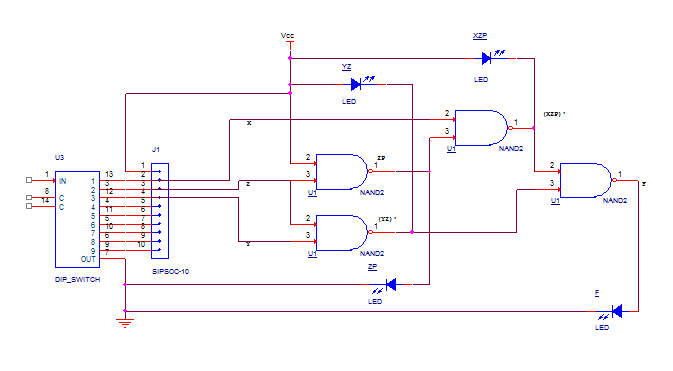 Vcc
XZP
LED
YZ
LED
X
2
3
1
U1
NAND2
(XZP) '
U3
J1
1
IN
8
C
14
C
13
1
3
2
12
3
4
4
11
5
5
6
10
7
6
8
9
9
7
OUT
DIP_SWITCH
1
2
3
4
5
6
7
8
9
10
SIPSOC-10
Z
Y
2
3
1
ZP
U1
NAND2
2
3
1
(YZ) '
U1
NAND2
2
3
1
F
U1
NAND2
ZP
LED
F
LED